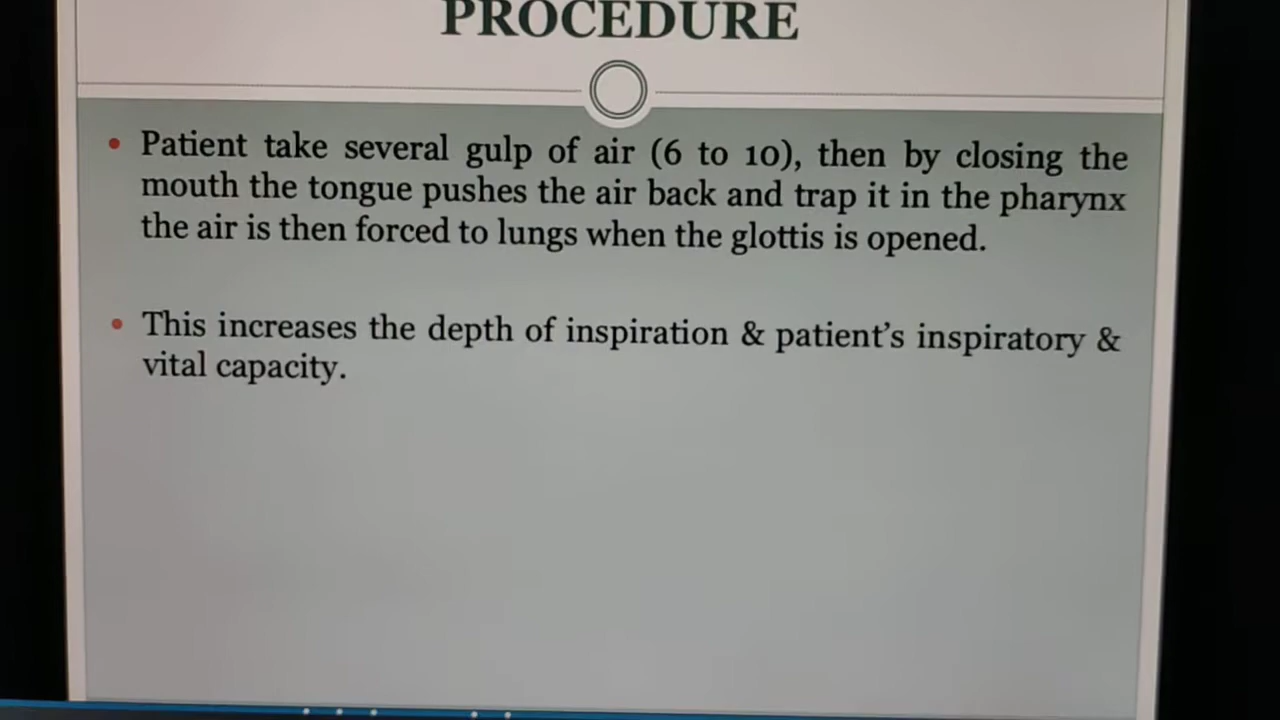 PROCEDURE
• Patient take several gulp of air (6 to 10), then by closing the
mouth the tongue pushes the air back and trap it in the pharynx
the air is then forced to lungs when the glottis is opened.
• This increases the depth of inspiration & patient's inspiratory &
vital capacity.